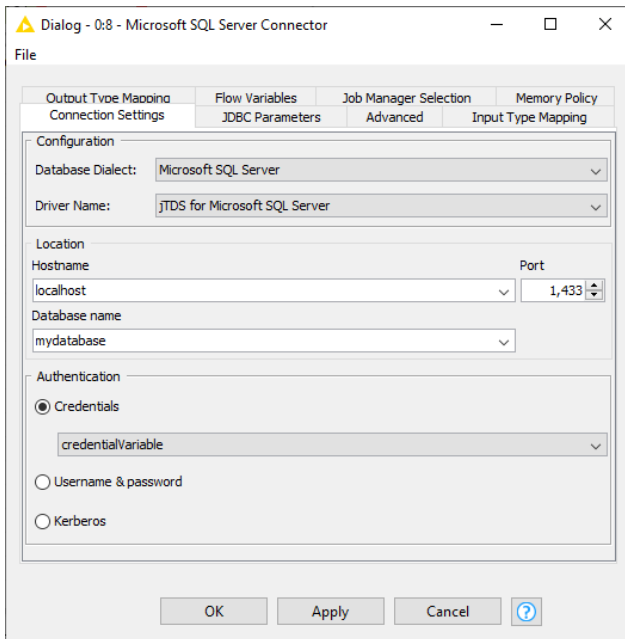 Dialog - 0:8 - Microsoft SQL Server Connector
File
Output Type Mapping Flow Variables Job Manager Selection Memory Policy
Connection Settings JDBC Parameters Advanced Input Type Mapping
Configuration
Database Dialect: Microsoft SQL Server
Driver Name: jTDS for Microsoft SQL Server
Location
Hostname Port
localhost 1,433
Database name
mydatabase
Authentication
Credentials
credentialVariable
Username & password
Kerberos
OK Apply Cancel ?